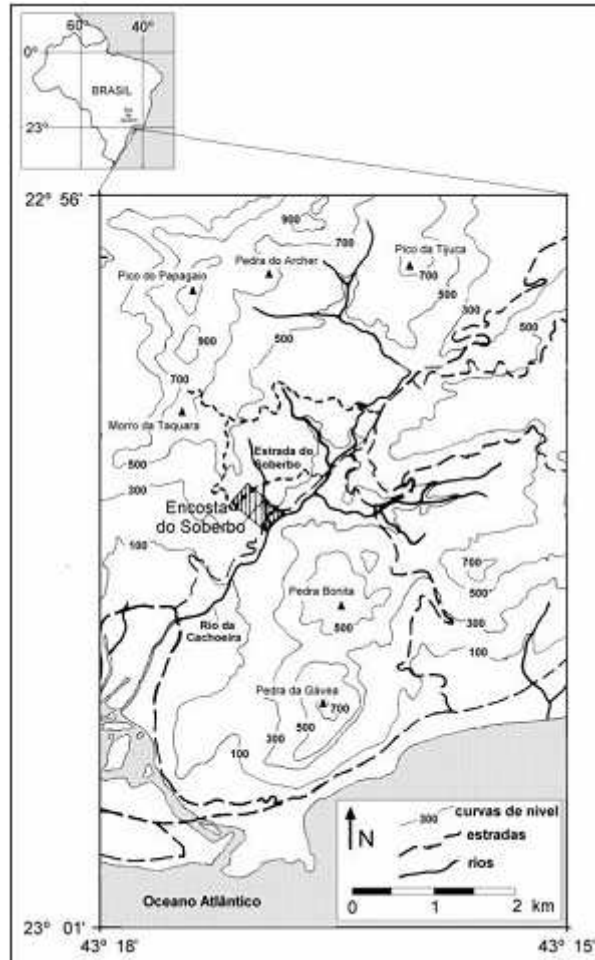 60° 40°
0°
BRASIL
23°
22° 56'
900
700
Pedra do Archer
Pico da Tijuca
Pico do Papagaio
700
500
300
900
500
500
700
Morro da Taquara
500
Estrada do
Soberbo
300
Encosta
do Soberbo
100
700
Pedra Bonita
500
500
300
Rio da
Cachoeira
100
Pedra da Gávea
700
500
300
100
300
curvas de nível
estradas
N
rios
0 1 2
km
Oceano Atlântico
23° 01'
43° 18' 43° 15'